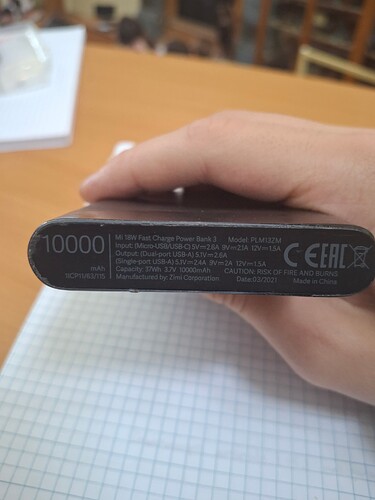 10000
mAh
11CP11/63/115
Mi 18W Fast Charge Power Bank 3 Model: PLM13ZM
Input: (Micro-USB/USB-C) 5V⎓2.6A 9V⎓2.1A 12V⎓1.5A
Output: (Dual-port USB-A) 5.1V⎓2.6A
(Single-port USB-A) 5.1V⎓2.4A 9V⎓2A 12V⎓1.5A
Capacity: 37Wh 3.7V 10000mAh CAUTION: RISK OF FIRE AND BURNS
Manufactured by: Zimi Corporation Date:03/2021 Made in China
CE EAC